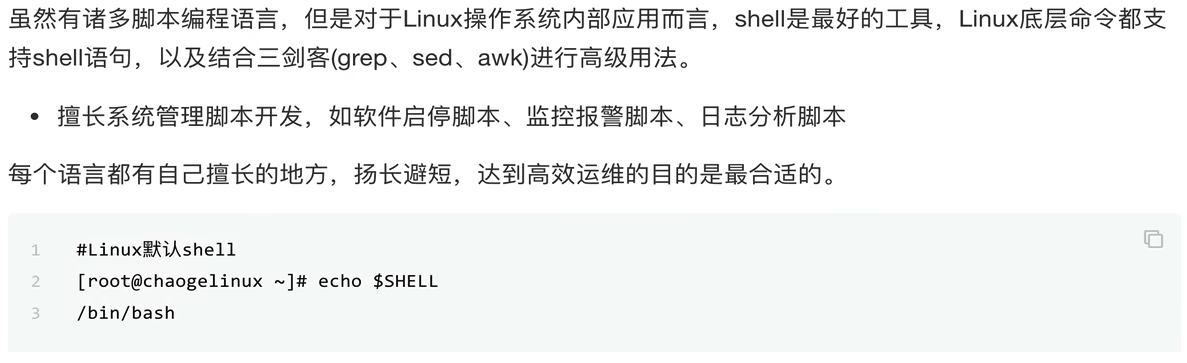 虽然有诸多脚本编程语言，但是对于Linux操作系统内部应用而言，shell是最好的工具，Linux底层命令都支
持shell语句，以及结合三剑客(grep、sed、awk)进行高级用法。
• 擅长系统管理脚本开发，如软件启停脚本、监控报警脚本、日志分析脚本
每个语言都有自己擅长的地方，扬长避短，达到高效运维的目的是最合适的。
1 #Linux默认shell
2 [root@chaogelinux ~]# echo $SHELL
3 /bin/bash